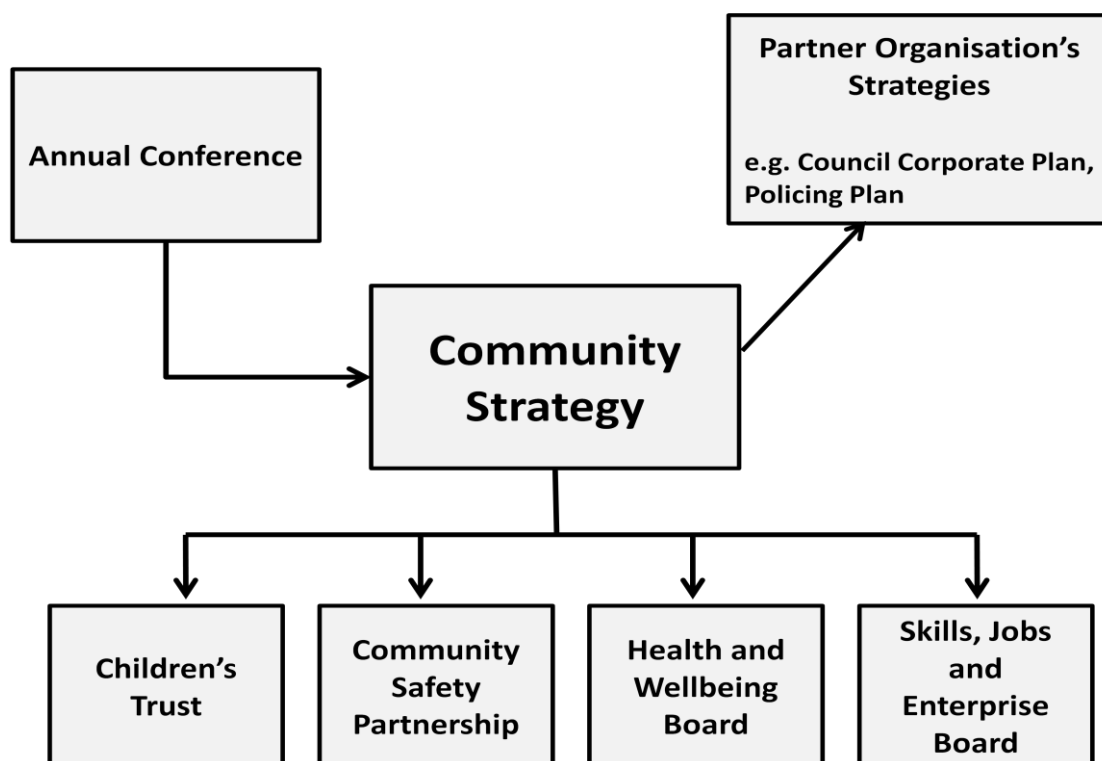 Partner Organisation’s
Strategies
e.g. Council Corporate Plan,
Policing Plan
Annual Conference
Community
Strategy
Children’s
Trust
Community
Safety
Partnership
Health and
Wellbeing
Board
Skills, Jobs
and
Enterprise
Board